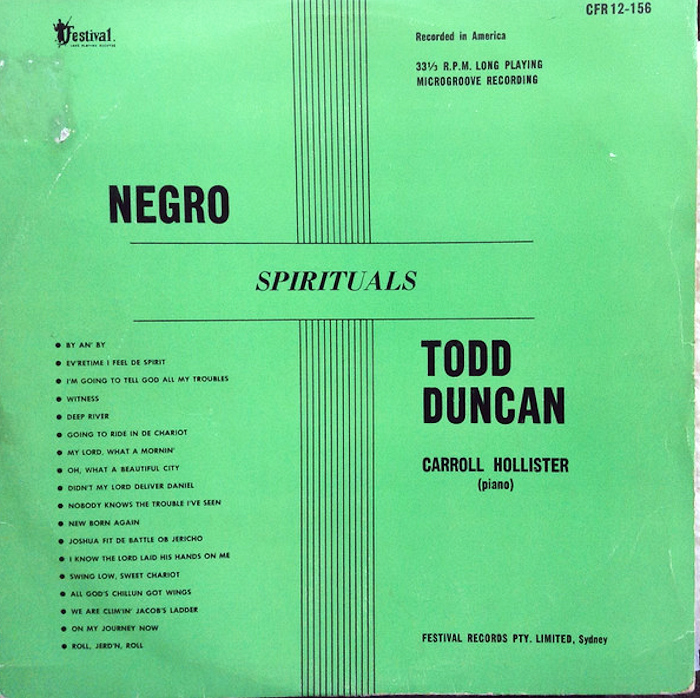 Festival.
LONG PLAYING RECORDS
CFR 12-156
Recorded in America
33⅓ R.P.M. LONG PLAYING
MICROGROOVE RECORDING
NEGRO
SPIRITUALS
TODD
DUNCAN
CARROLL HOLLISTER
(piano)
● BY AN' BY
● EV'RETIME I FEEL DE SPIRIT
● I'M GOING TO TELL GOD ALL MY TROUBLES
● WITNESS
● DEEP RIVER
● GOING TO RIDE IN DE CHARIOT
● MY LORD, WHAT A MORNIN'
● OH, WHAT A BEAUTIFUL CITY
● DIDN'T MY LORD DELIVER DANIEL
● NOBODY KNOWS THE TROUBLE I'VE SEEN
● NEW BORN AGAIN
● JOSHUA FIT DE BATTLE OB JERICHO
● I KNOW THE LORD LAID HIS HANDS ON ME
● SWING LOW, SWEET CHARIOT
● ALL GOD'S CHILLUN GOT WINGS
● WE ARE CLIM'IN' JACOB'S LADDER
● ON MY JOURNEY NOW
● ROLL, JERD'N, ROLL
FESTIVAL RECORDS PTY. LIMITED, Sydney